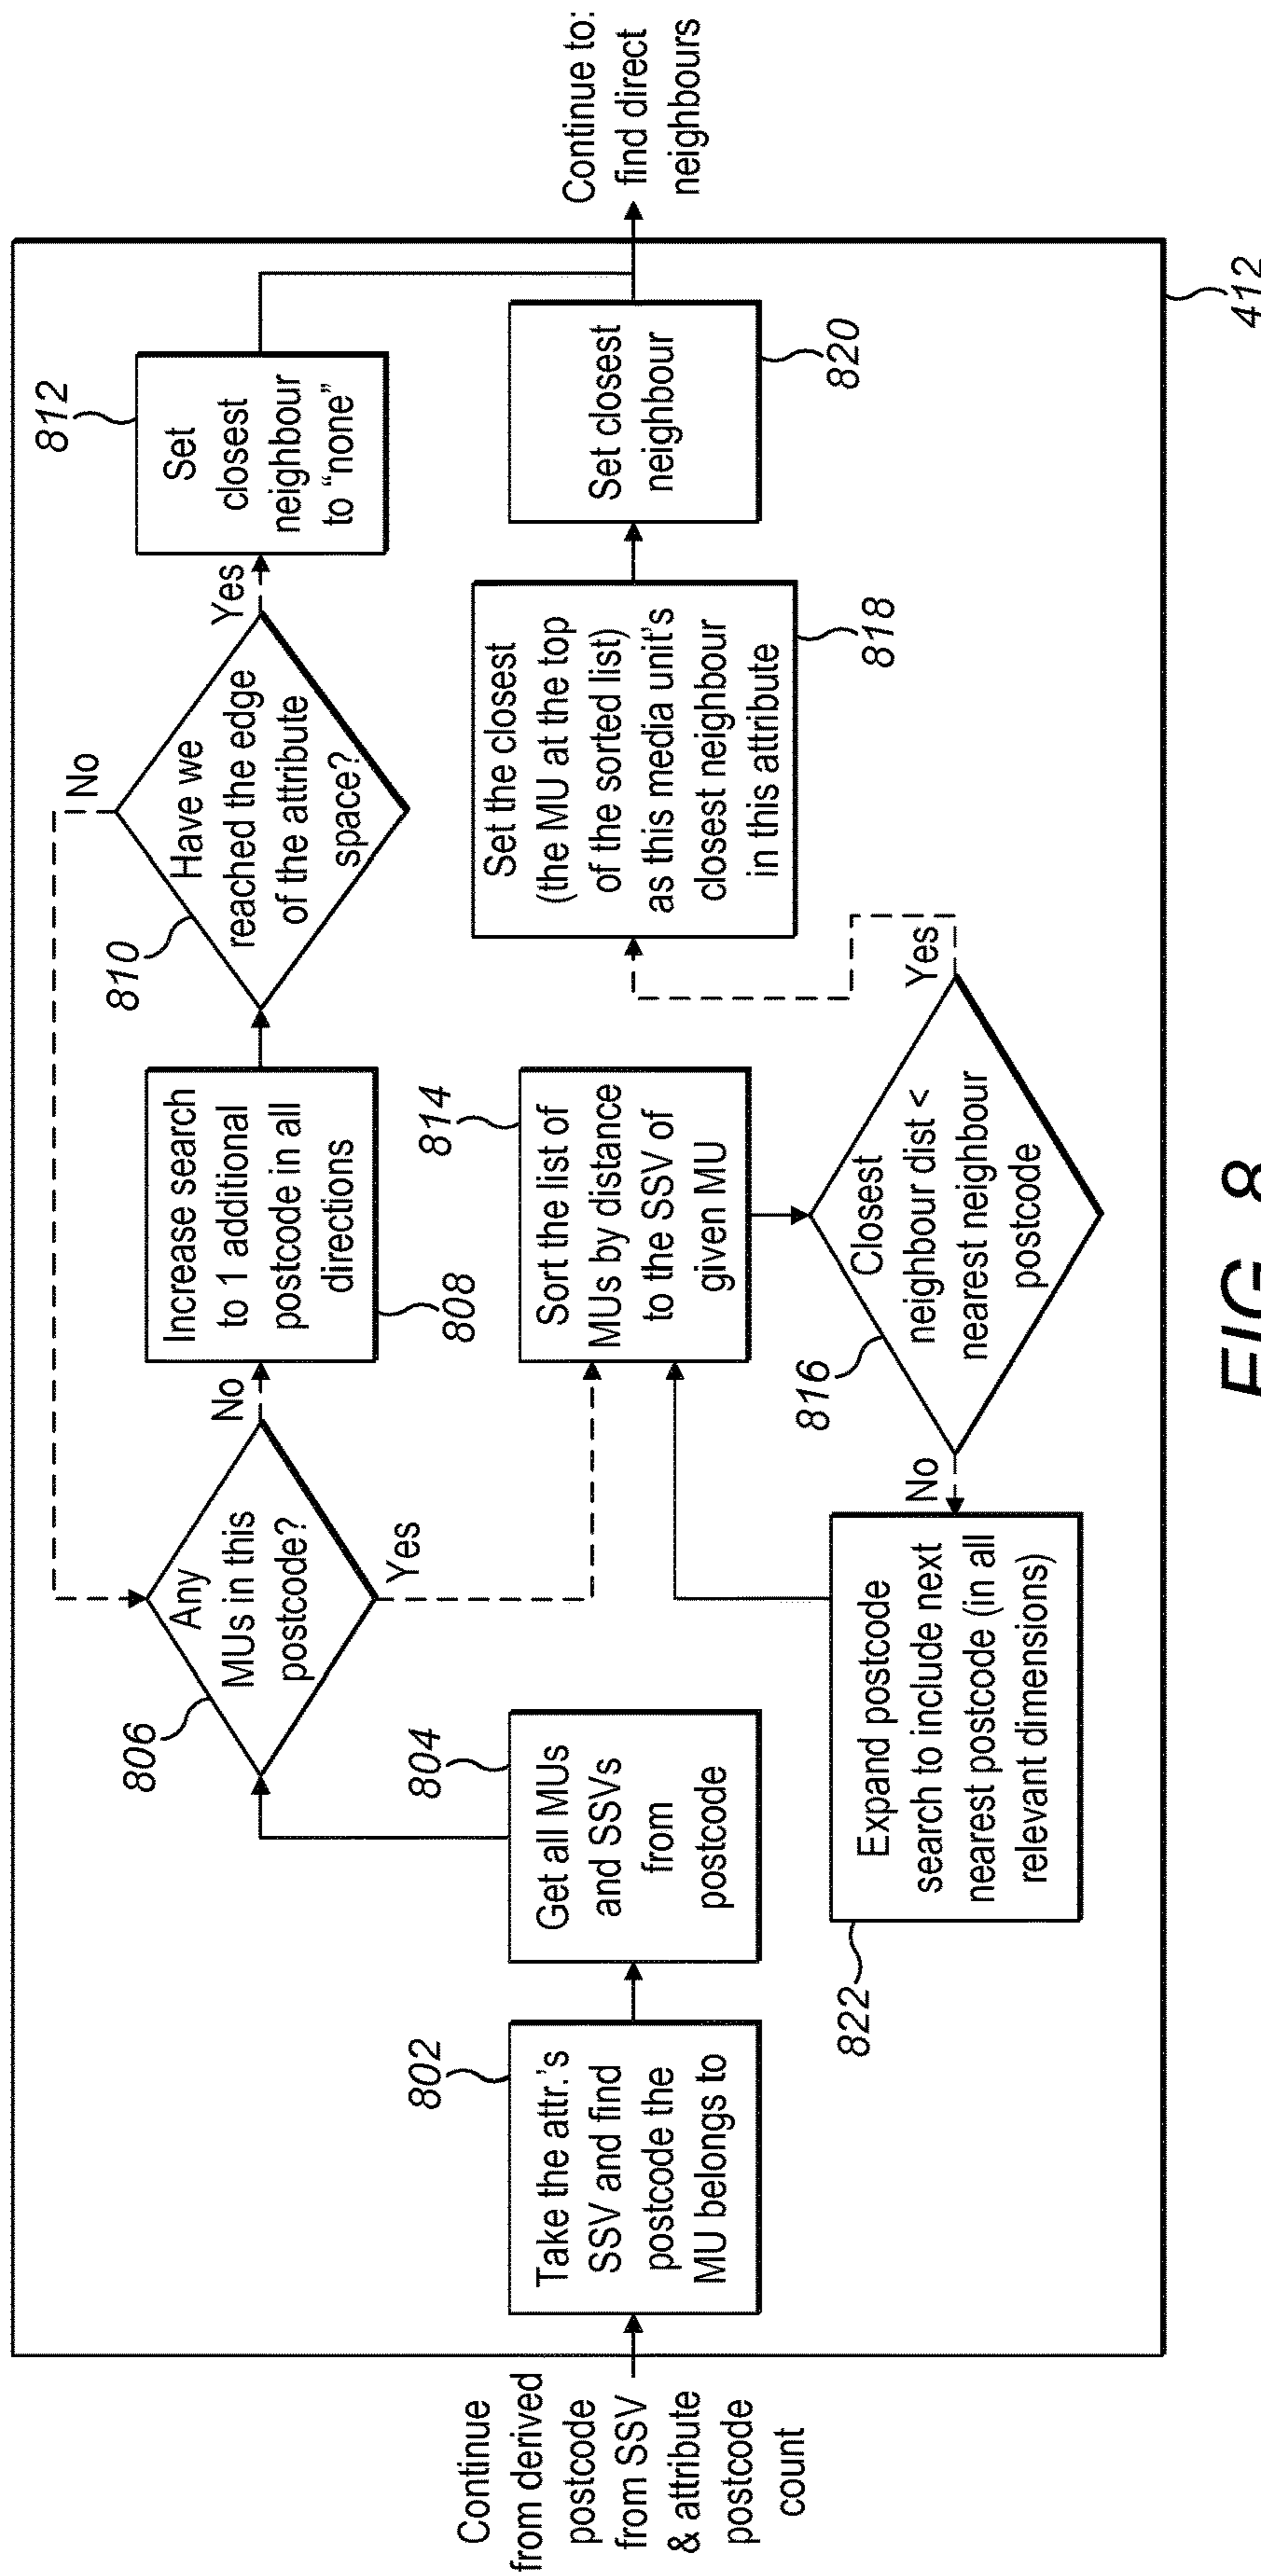 Continue
from derived
postcode
from SSV
& attribute
postcode
count
802
Take the attr.'s
SSV and find
postcode the
MU belongs to
804
Get all MUs
and SSVs
from
postcode
806
Any
MUs in this
postcode?
No
Yes
808
Increase search
to 1 additional
postcode in all
directions
810
Have we
reached the edge
of the attribute
space?
No
Yes
812
Set
closest
neighbour
to “none”
814
Sort the list of
MUs by distance
to the SSV of
given MU
816
Closest
neighbour dist <
nearest neighbour
postcode
No
Yes
822
Expand postcode
search to include next
nearest postcode (in all
relevant dimensions)
818
Set the closest
(the MU at the top
of the sorted list)
as this media unit's
closest neighbour
in this attribute
820
Set closest
neighbour
Continue to:
find direct
neighbours
412
FIG. 8